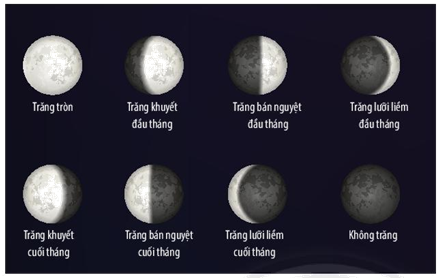 Trăng tròn
Trăng khuyết
đầu tháng
Trăng bán nguyệt
đầu tháng
Trăng lưỡi liềm
đầu tháng
Trăng khuyết
cuối tháng
Trăng bán nguyệt
cuối tháng
Trăng lưỡi liềm
cuối tháng
Không trăng